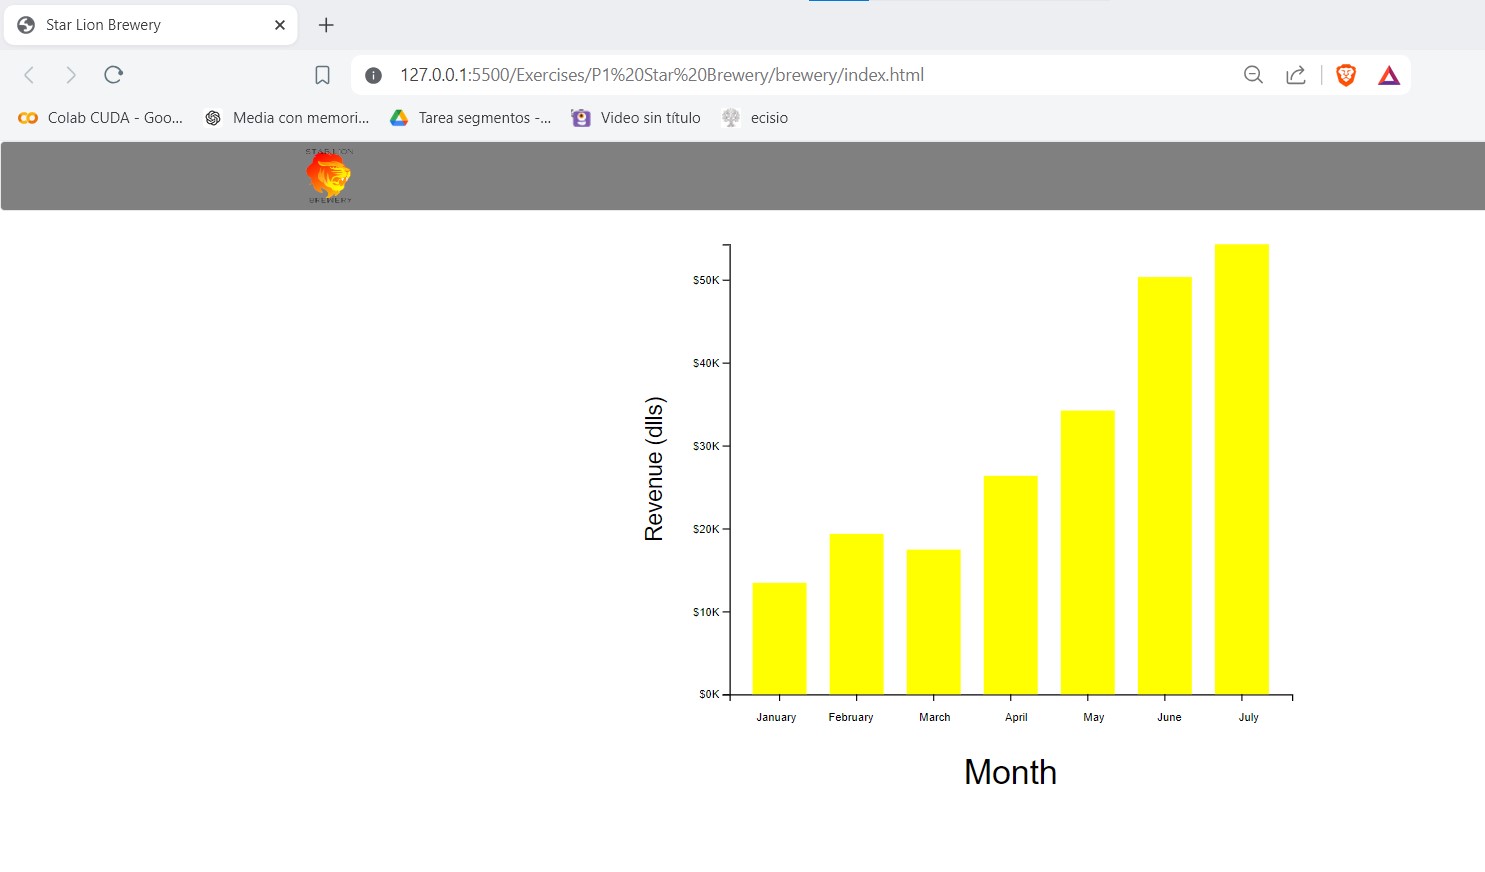 Star Lion Brewery
127.0.0.1:5500/Exercises/P1%20Star%20Brewery/brewery/index.html
Colab CUDA - Goo... Media con memori... Tarea segmentos -... Video sin título ecisio
STAR LION
BREWERY
$50K
$40K
$30K
$20K
$10K
$0K
Revenue (dlls)
January February March April May June July
Month